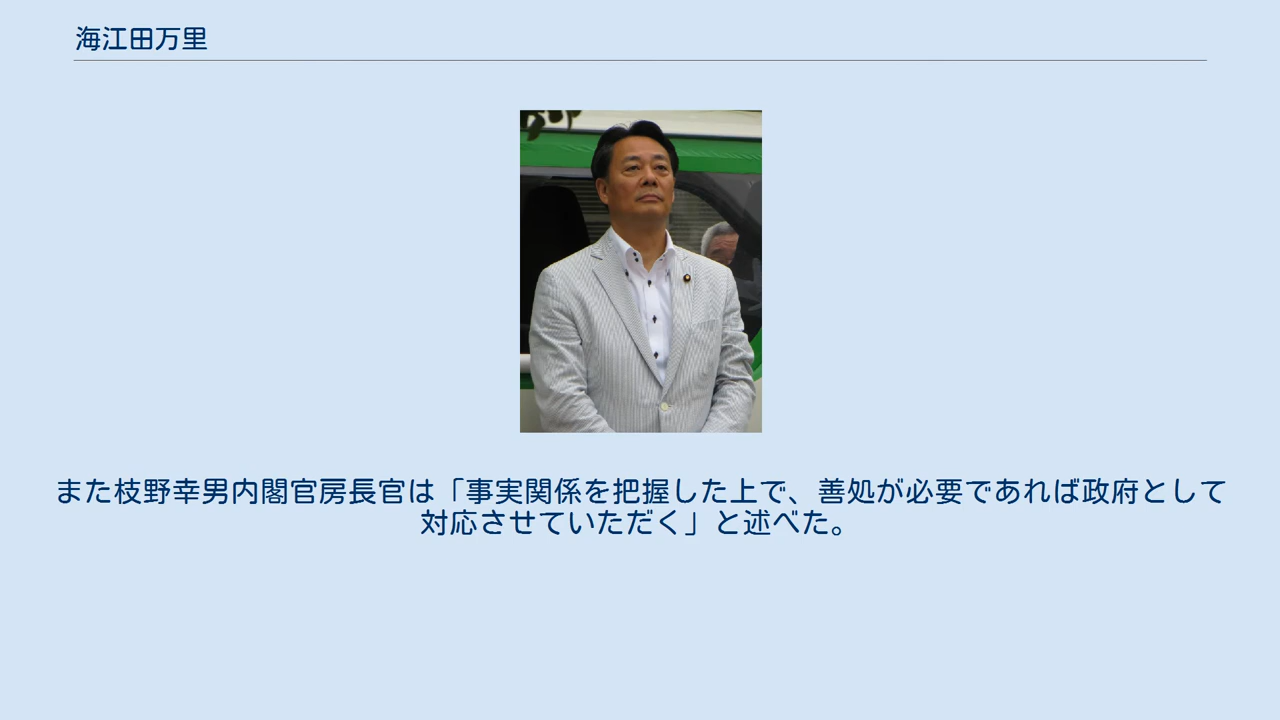 海江田万里
また枝野幸男内閣官房長官は「事実関係を把握した上で、善処が必要であれば政府として
対応させていただく」と述べた。